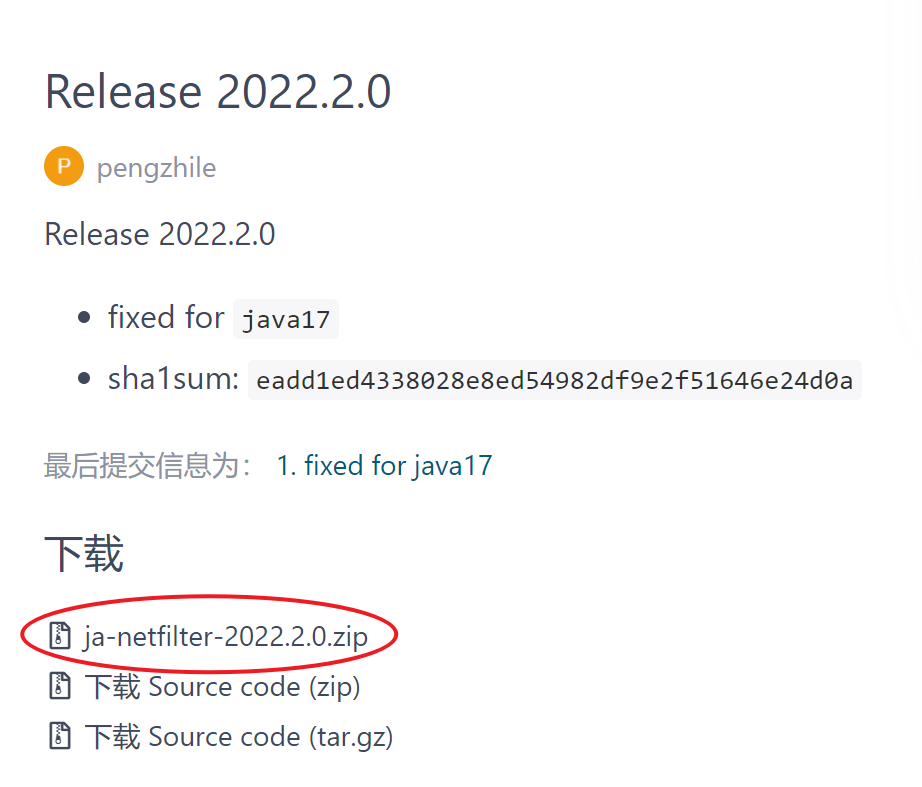 Release 2022.2.0
P pengzhile
Release 2022.2.0
fixed for java17
sha1sum: eadd1ed4338028e8ed54982df9e2f51646e24d0a
最后提交信息为： 1. fixed for java17
下载
ja-netfilter-2022.2.0.zip
下载 Source code (zip)
下载 Source code (tar.gz)